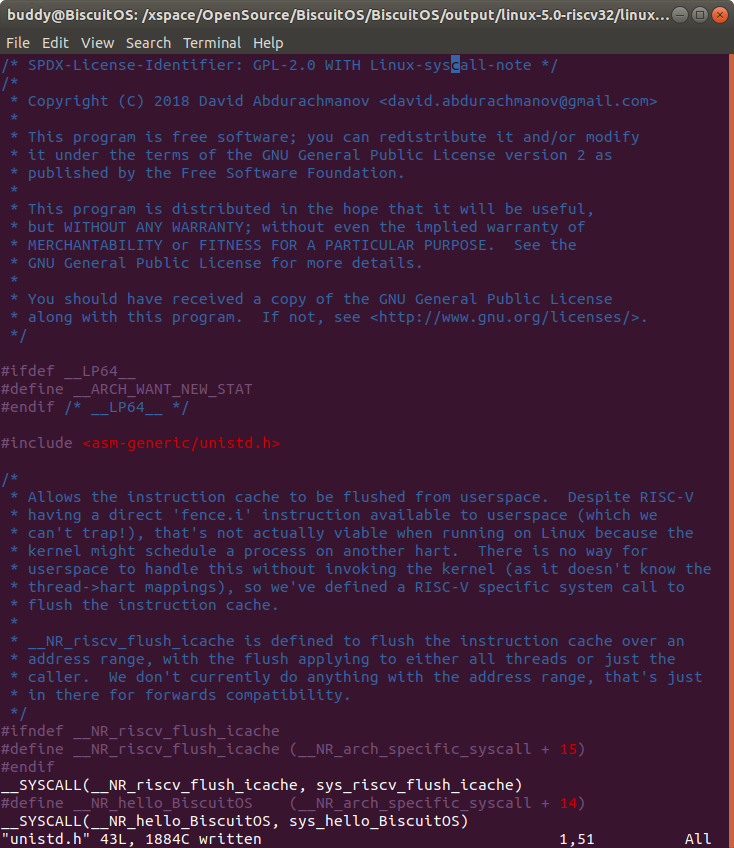 buddy@BiscuitOS: /xspace/OpenSource/BiscuitOS/BiscuitOS/output/linux-5.0-riscv32/linux...
File Edit View Search Terminal Help
/* SPDX-License-Identifier: GPL-2.0 WITH Linux-syscall-note */
/*
 * Copyright (C) 2018 David Abdurachmanov <david.abdurachmanov@gmail.com>
 *
 * This program is free software; you can redistribute it and/or modify
 * it under the terms of the GNU General Public License version 2 as
 * published by the Free Software Foundation.
 *
 * This program is distributed in the hope that it will be useful,
 * but WITHOUT ANY WARRANTY; without even the implied warranty of
 * MERCHANTABILITY or FITNESS FOR A PARTICULAR PURPOSE.  See the
 * GNU General Public License for more details.
 *
 * You should have received a copy of the GNU General Public License
 * along with this program.  If not, see <http://www.gnu.org/licenses/>.
 */
#ifdef __LP64__
#define __ARCH_WANT_NEW_STAT
#endif /* __LP64__ */
#include <asm-generic/unistd.h>
/*
 * Allows the instruction cache to be flushed from userspace.  Despite RISC-V
 * having a direct 'fence.i' instruction available to userspace (which we
 * can't trap!), that's not actually viable when running on Linux because the
 * kernel might schedule a process on another hart.  There is no way for
 * userspace to handle this without invoking the kernel (as it doesn't know the
 * thread->hart mappings), so we've defined a RISC-V specific system call to
 * flush the instruction cache.
 *
 * __NR_riscv_flush_icache is defined to flush the instruction cache over an
 * address range, with the flush applying to either all threads or just the
 * caller.  We don't currently do anything with the address range, that's just
 * in there for forwards compatibility.
 */
#ifndef __NR_riscv_flush_icache
#define __NR_riscv_flush_icache (__NR_arch_specific_syscall + 15)
#endif
__SYSCALL(__NR_riscv_flush_icache, sys_riscv_flush_icache)
#define __NR_hello_BiscuitOS    (__NR_arch_specific_syscall + 14)
__SYSCALL(__NR_hello_BiscuitOS, sys_hello_BiscuitOS)
"unistd.h" 43L, 1884C written 1,51 All